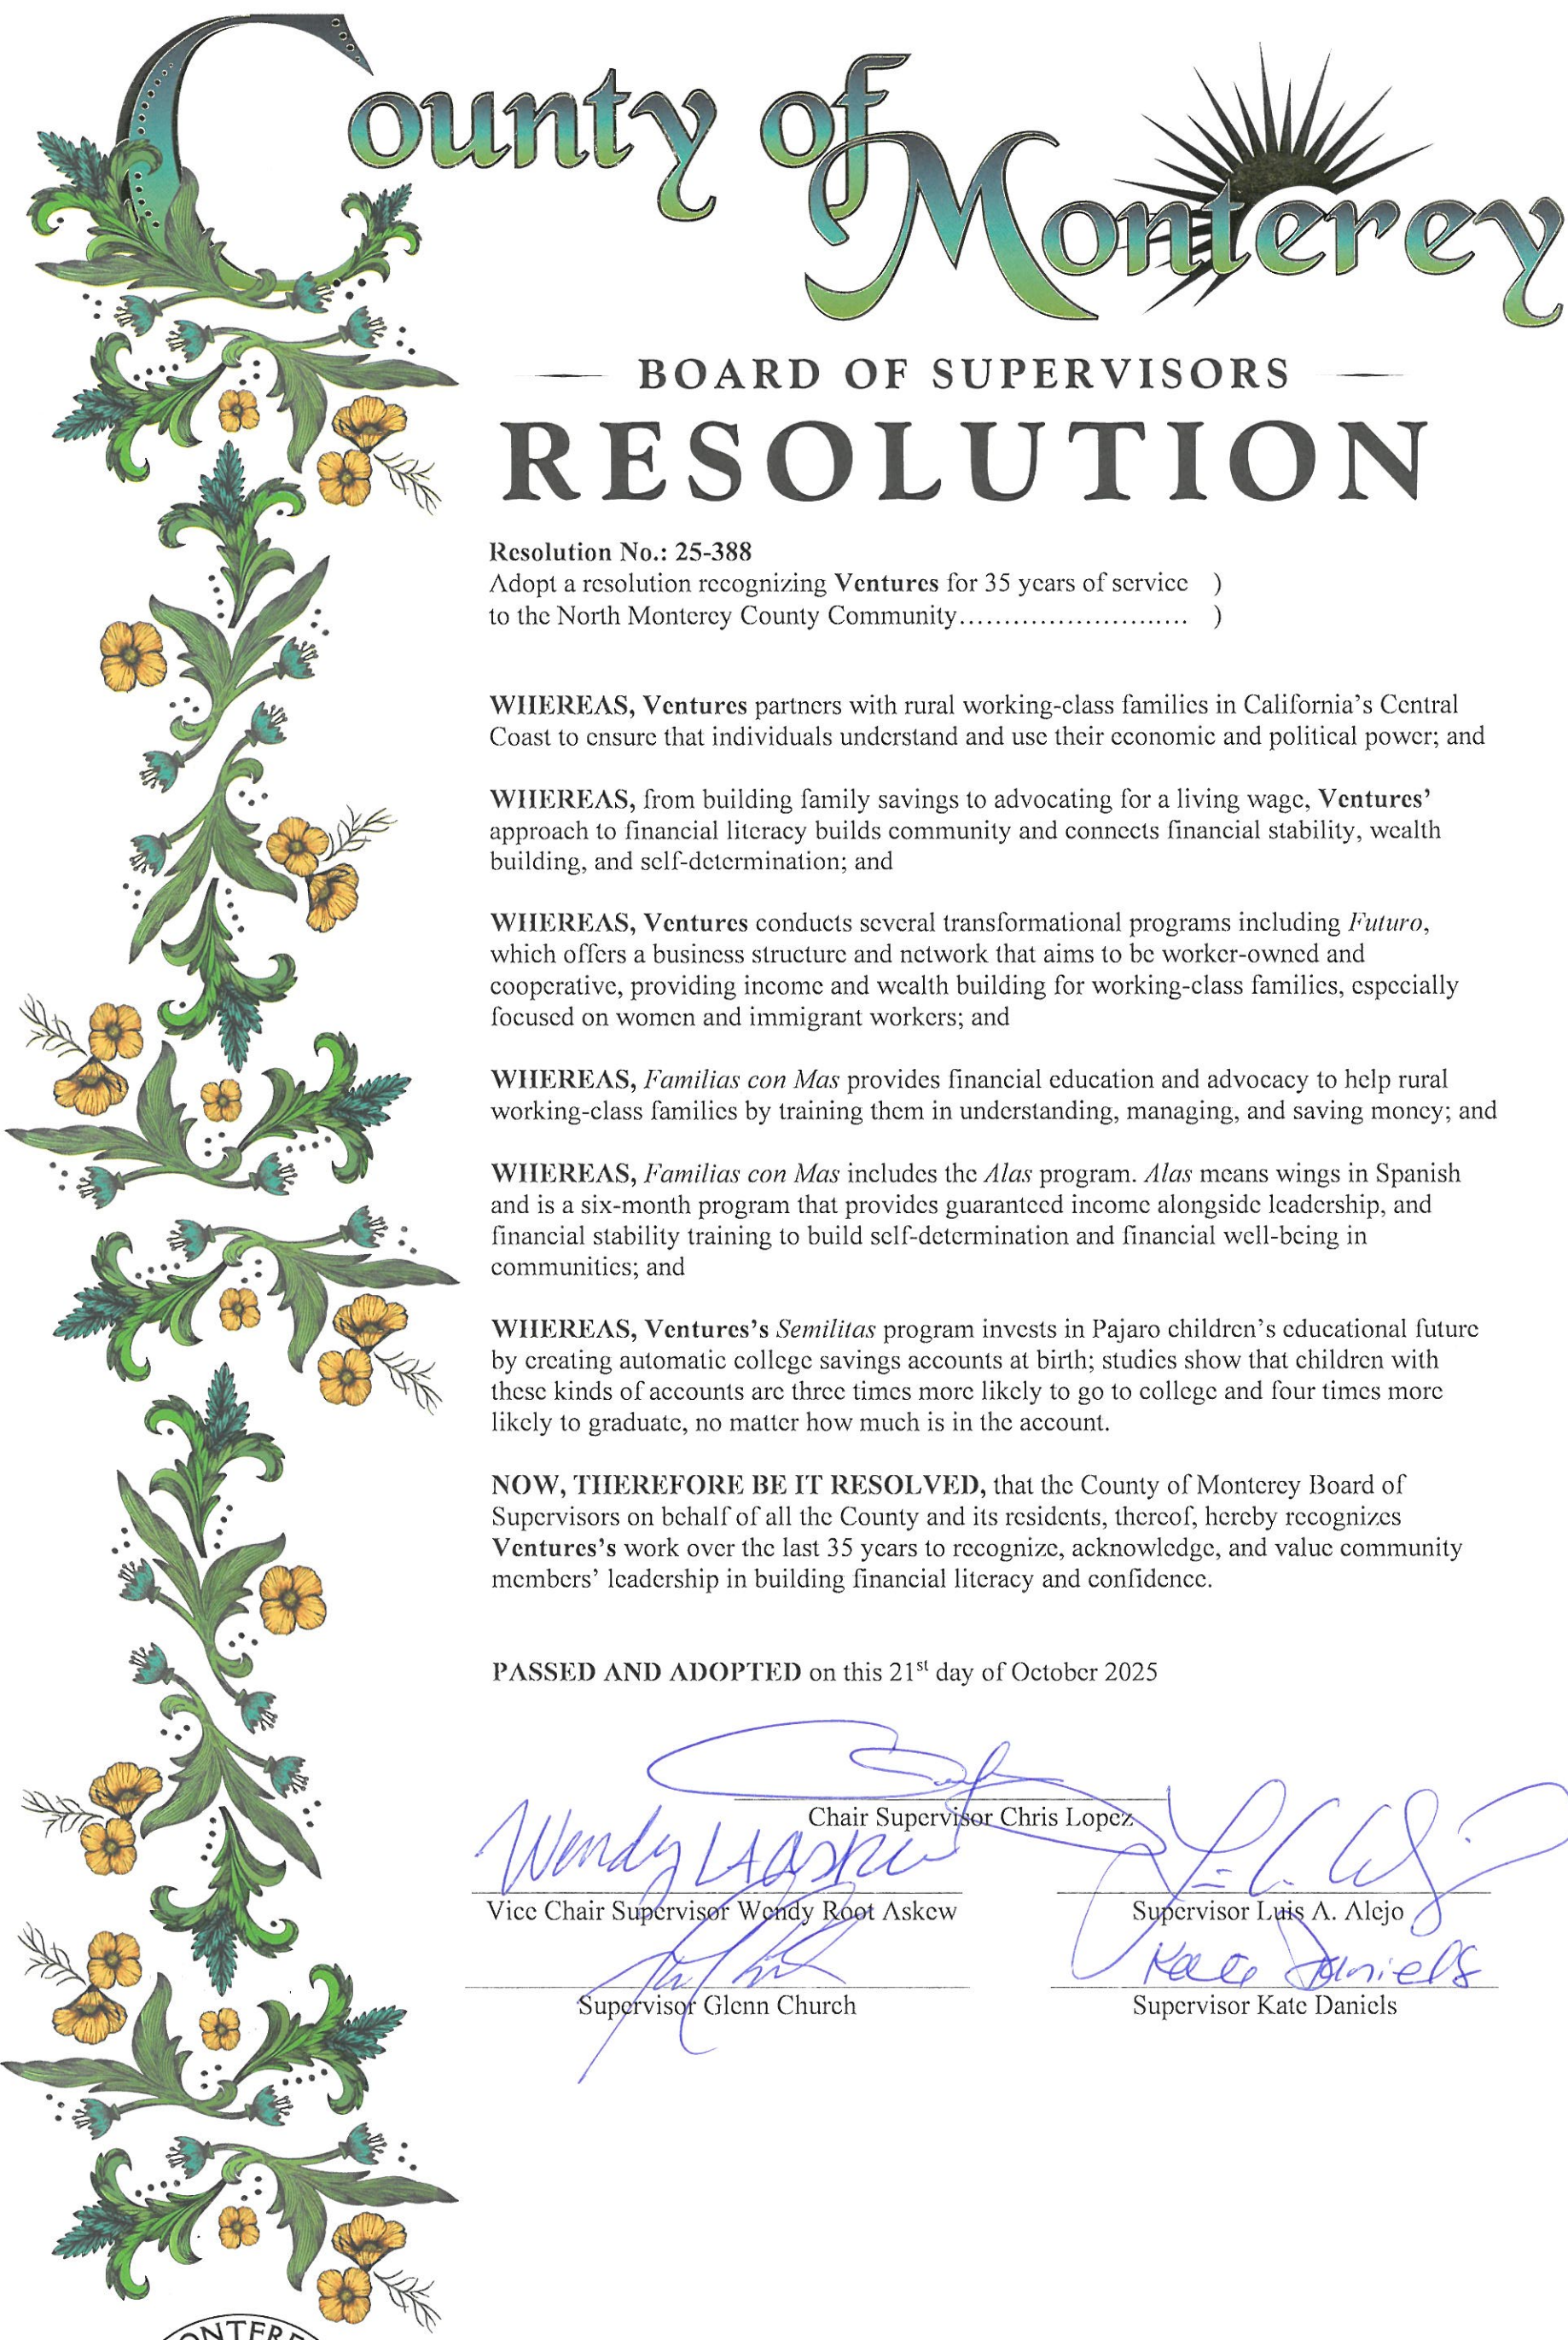 County of Monterey
BOARD OF SUPERVISORS
RESOLUTION
Resolution No.: 25-388
Adopt a resolution recognizing Ventures for 35 years of service )
to the North Monterey County Community.......................... )
WHEREAS, Ventures partners with rural working-class families in California's Central
Coast to ensure that individuals understand and use their economic and political power; and
WHEREAS, from building family savings to advocating for a living wage, Ventures'
approach to financial literacy builds community and connects financial stability, wealth
building, and self-determination; and
WHEREAS, Ventures conducts several transformational programs including Futuro,
which offers a business structure and network that aims to be worker-owned and
cooperative, providing income and wealth building for working-class families, especially
focused on women and immigrant workers; and
WHEREAS, Familias con Mas provides financial education and advocacy to help rural
working-class families by training them in understanding, managing, and saving money; and
WHEREAS, Familias con Mas includes the Alas program. Alas means wings in Spanish
and is a six-month program that provides guaranteed income alongside leadership, and
financial stability training to build self-determination and financial well-being in
communities; and
WHEREAS, Ventures's Semilitas program invests in Pajaro children's educational future
by creating automatic college savings accounts at birth; studies show that children with
these kinds of accounts are three times more likely to go to college and four times more
likely to graduate, no matter how much is in the account.
NOW, THEREFORE BE IT RESOLVED, that the County of Monterey Board of
Supervisors on behalf of all the County and its residents, thereof, hereby recognizes
Ventures's work over the last 35 years to recognize, acknowledge, and value community
members' leadership in building financial literacy and confidence.
PASSED AND ADOPTED on this 21st day of October 2025
Chair Supervisor Chris Lopez
Wendy
Vice Chair Supervisor Wendy Root Askew
Supervisor Luis A. Alejo
Kate Daniels
Supervisor Glenn Church
Supervisor Kate Daniels